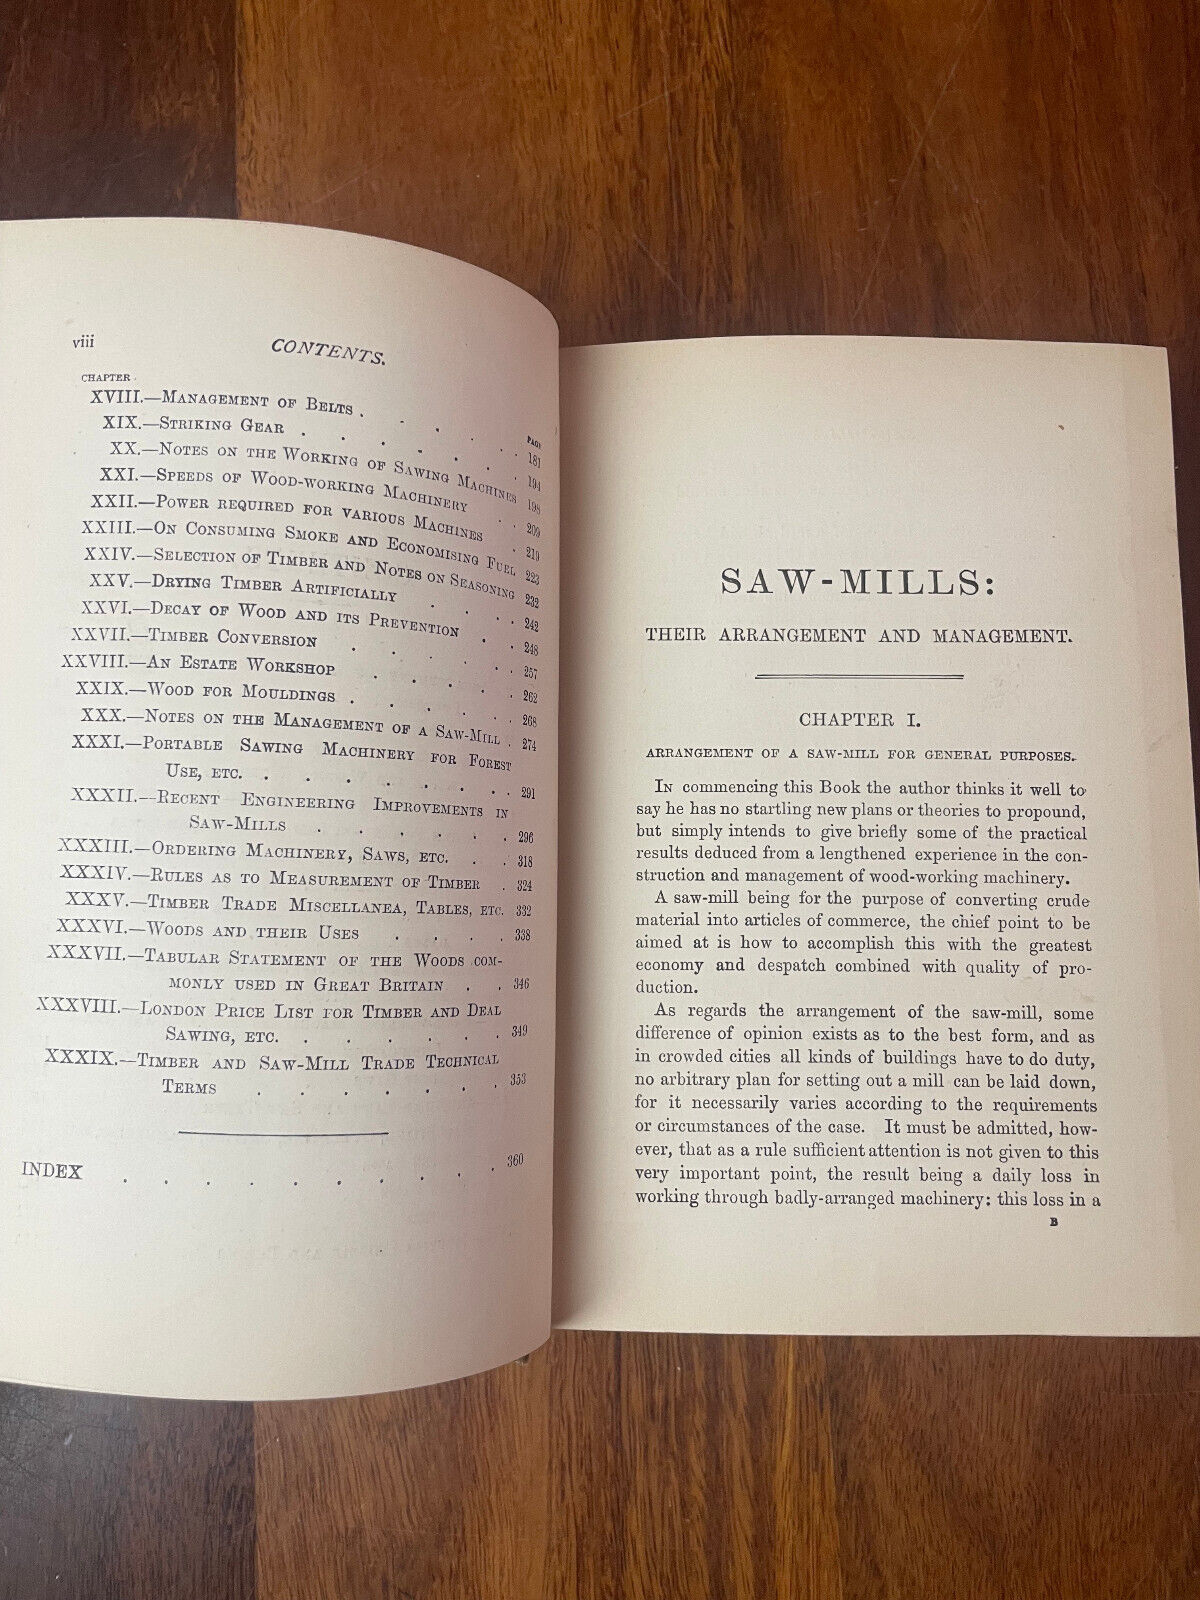 viii
CONTENTS.
CHAPTER PAGE
XVIII.—MANAGEMENT OF BELTS . . . . . 181
XIX.—STRIKING GEAR . . . . . . 194
XX.—NOTES ON THE WORKING OF SAWING MACHINES 198
XXI.—SPEEDS OF WOOD-WORKING MACHINERY . . 209
XXII.—POWER REQUIRED FOR VARIOUS MACHINES . 219
XXIII.—ON CONSUMING SMOKE AND ECONOMISING FUEL 223
XXIV.—SELECTION OF TIMBER AND NOTES ON SEASONING 232
XXV.—DRYING TIMBER ARTIFICIALLY . . . . 242
XXVI.—DECAY OF WOOD AND ITS PREVENTION . . 248
XXVII.—TIMBER CONVERSION . . . . . . 257
XXVIII.—AN ESTATE WORKSHOP . . . . . 262
XXIX.—WOOD FOR MOULDINGS . . . . . . 268
XXX.—NOTES ON THE MANAGEMENT OF A SAW-MILL . 274
XXXI.—PORTABLE SAWING MACHINERY FOR FOREST
USE, ETC. . . . . . . . 291
XXXII.—RECENT ENGINEERING IMPROVEMENTS IN
SAW-MILLS . . . . . . 296
XXXIII.—ORDERING MACHINERY, SAWS, ETC. . . 318
XXXIV.—RULES AS TO MEASUREMENT OF TIMBER . 324
XXXV.—TIMBER TRADE MISCELLANEA, TABLES, ETC. 332
XXXVI.—WOODS AND THEIR USES . . . . 338
XXXVII.—TABULAR STATEMENT OF THE WOODS COM-
MONLY USED IN GREAT BRITAIN . . 346
XXXVIII.—LONDON PRICE LIST FOR TIMBER AND DEAL
SAWING, ETC. . . . . . . 349
XXXIX.—TIMBER AND SAW-MILL TRADE TECHNICAL
TERMS . . . . . . 353
INDEX . . . . . . . . . 360
SAW-MILLS:
THEIR ARRANGEMENT AND MANAGEMENT.
CHAPTER I.
ARRANGEMENT OF A SAW-MILL FOR GENERAL PURPOSES.
IN commencing this Book the author thinks it well to
say he has no startling new plans or theories to propound,
but simply intends to give briefly some of the practical
results deduced from a lengthened experience in the con-
struction and management of wood-working machinery.
A saw-mill being for the purpose of converting crude
material into articles of commerce, the chief point to be
aimed at is how to accomplish this with the greatest
economy and despatch combined with quality of pro-
duction.
As regards the arrangement of the saw-mill, some
difference of opinion exists as to the best form, and as
in crowded cities all kinds of buildings have to do duty,
no arbitrary plan for setting out a mill can be laid down,
for it necessarily varies according to the requirements
or circumstances of the case. It must be admitted, how-
ever, that as a rule sufficient attention is not given to this
very important point, the result being a daily loss in
working through badly-arranged machinery: this loss in a
B